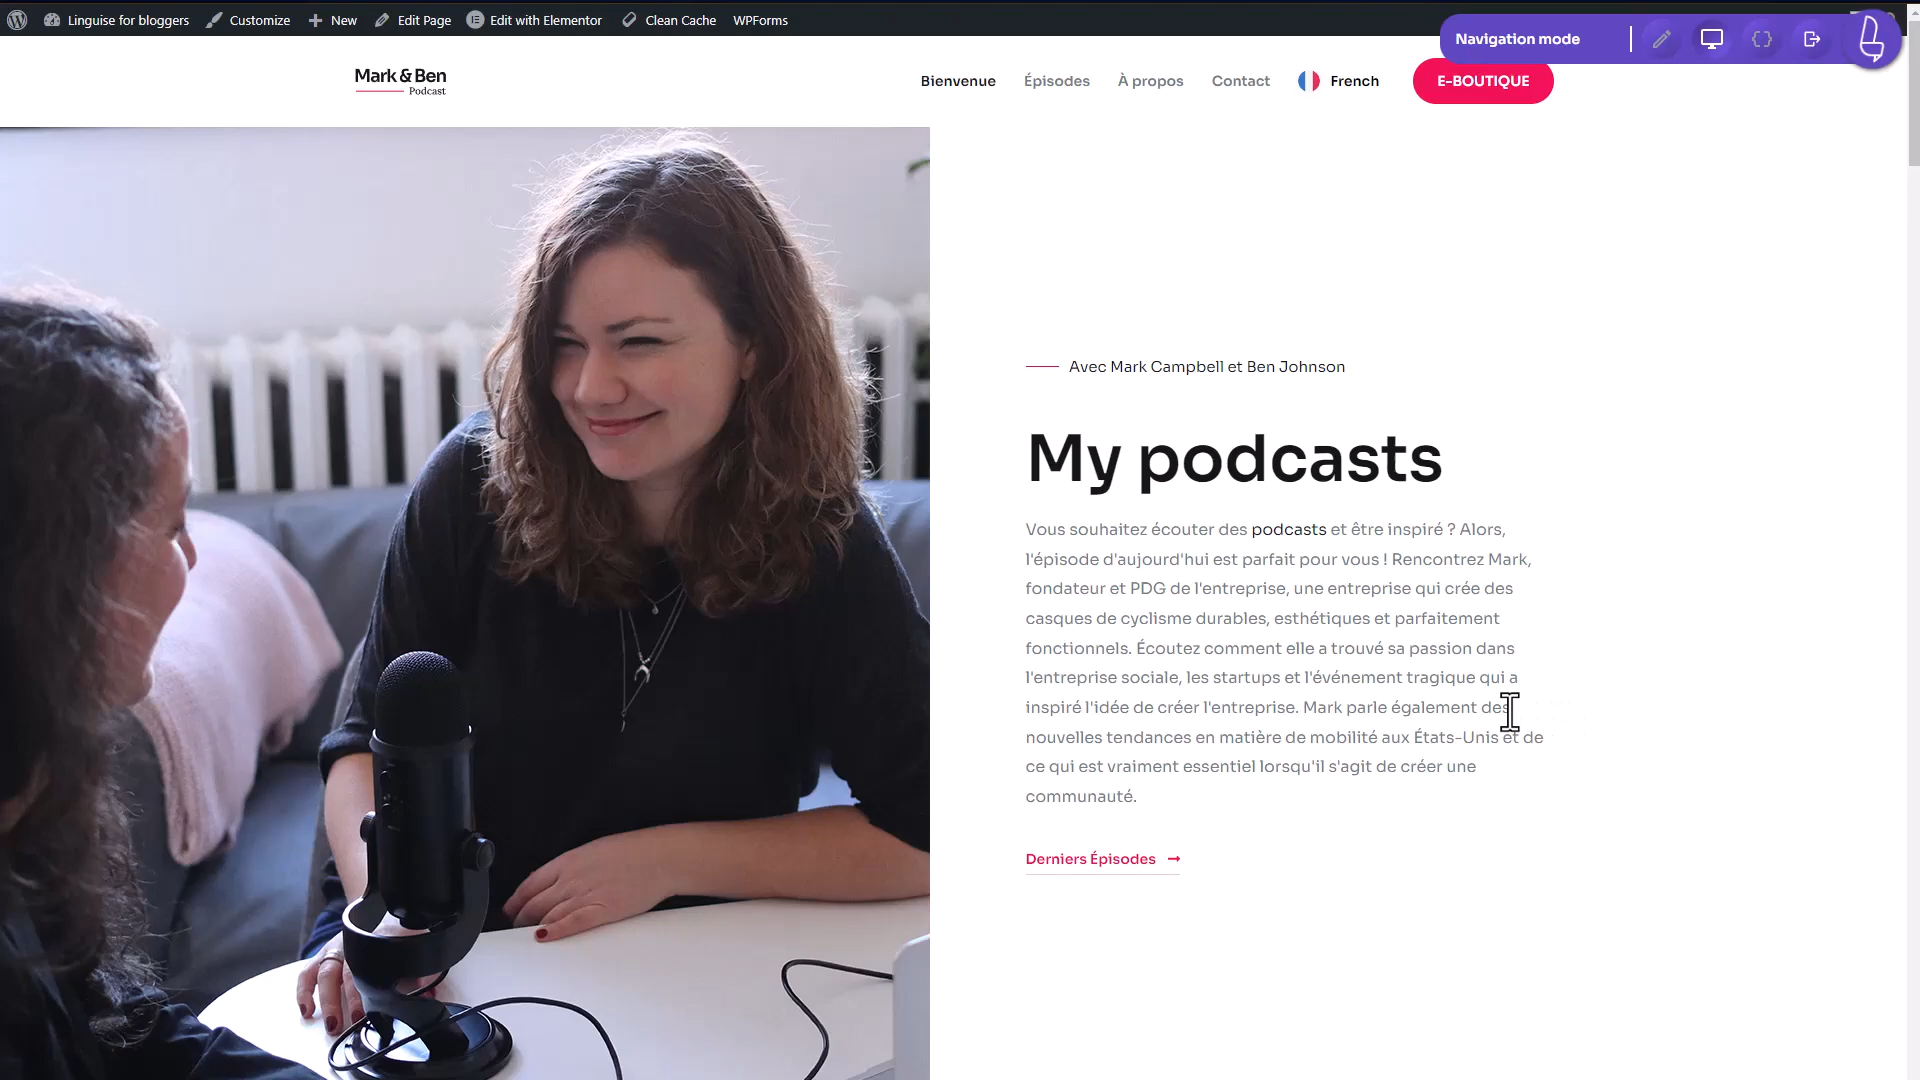 Linguise for bloggers Customize New Edit Page Edit with Elementor Clean Cache WPForms
Navigation mode
Mark & Ben
Podcast
Bienvenue Épisodes À propos Contact French E-BOUTIQUE
Avec Mark Campbell et Ben Johnson
My podcasts
Vous souhaitez écouter des podcasts et être inspiré ? Alors,
l'épisode d'aujourd'hui est parfait pour vous ! Rencontrez Mark,
fondateur et PDG de l'entreprise, une entreprise qui crée des
casques de cyclisme durables, esthétiques et parfaitement
fonctionnels. Écoutez comment elle a trouvé sa passion dans
l'entreprise sociale, les startups et l'événement tragique qui a
inspiré l'idée de créer l'entreprise. Mark parle également des
nouvelles tendances en matière de mobilité aux États-Unis et de
ce qui est vraiment essentiel lorsqu'il s'agit de créer une
communauté.
Derniers Épisodes